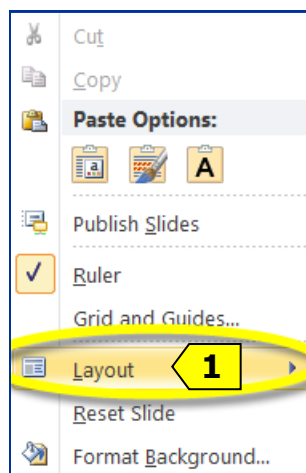 Cut
Copy
Paste Options:
a A
Publish Slides
Ruler
Grid and Guides...
Layout 1
Reset Slide
Format Background...